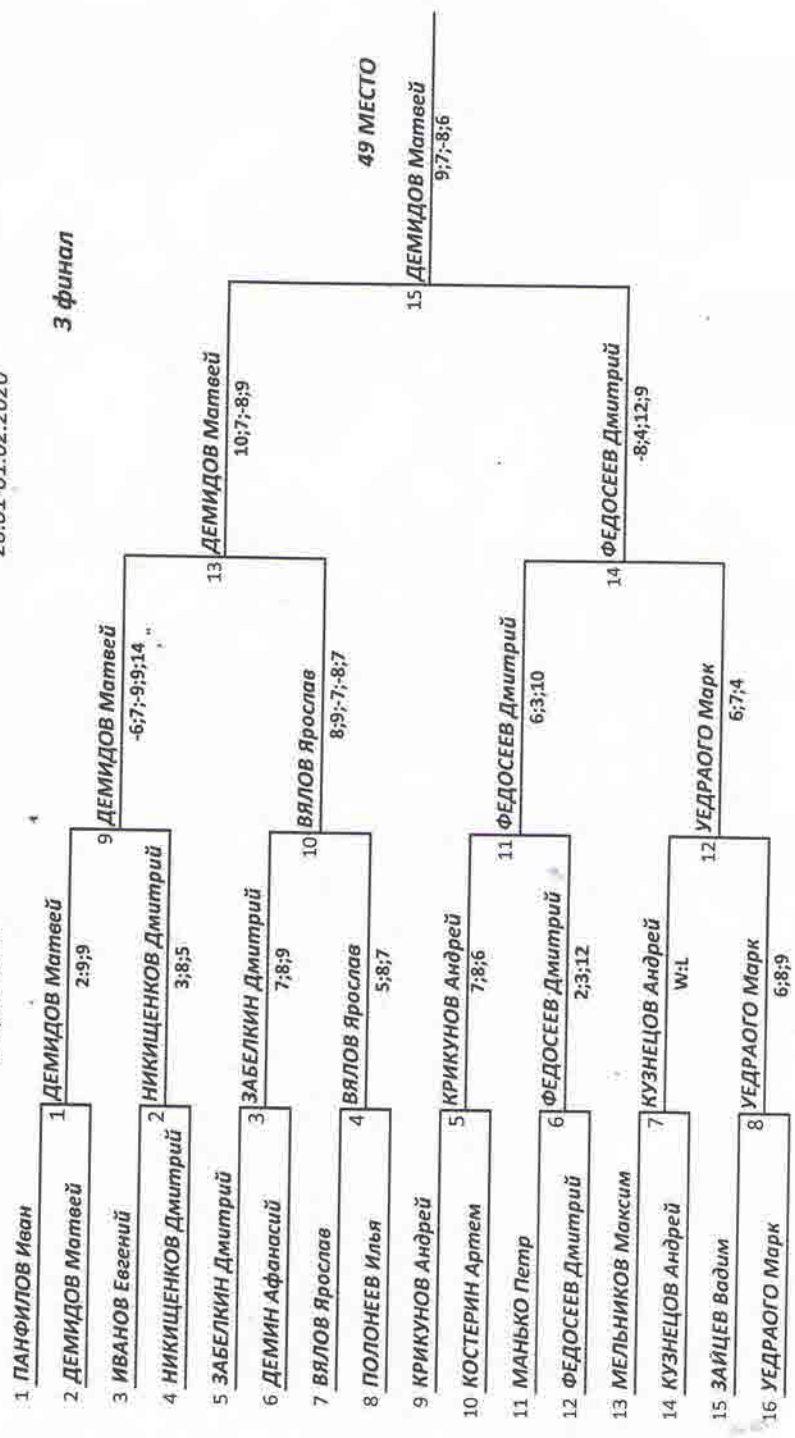 28.01-01.02.2020
3 финал
1 ПАНФИЛОВ Иван
2 ДЕМИДОВ Матвей
3 ИВАНОВ Евгений
4 НИКИЩЕНКОВ Дмитрий
5 ЗАБЕЛКИН Дмитрий
6 ДЕМИН Афанасий
7 ВЯЛОВ Ярослав
8 ПОЛОНЕЕВ Илья
9 КРИКУНОВ Андрей
10 КОСТЕРИН Артем
11 МАНЬКО Петр
12 ФЕДОСЕЕВ Дмитрий
13 МЕЛЬНИКОВ Максим
14 КУЗНЕЦОВ Андрей
15 ЗАЙЦЕВ Вадим
16 УЕДРАОГО Марк
1 ДЕМИДОВ Матвей
2:9;9
2 НИКИЩЕНКОВ Дмитрий
3;8;5
3 ЗАБЕЛКИН Дмитрий
7;8;9
4 ВЯЛОВ Ярослав
5;8;7
5 КРИКУНОВ Андрей
7;8;6
6 ФЕДОСЕЕВ Дмитрий
2;3;12
7 КУЗНЕЦОВ Андрей
W:L
8 УЕДРАОГО Марк
6;8;9
9 ДЕМИДОВ Матвей
-6;7;-9;9;14
10 ВЯЛОВ Ярослав
8;9;-7;-8;7
11 ФЕДОСЕЕВ Дмитрий
6;3;10
12 УЕДРАОГО Марк
6;7;4
13 ДЕМИДОВ Матвей
10;7;-8;9
14 ФЕДОСЕЕВ Дмитрий
-8;4;12;9
49 МЕСТО
15 ДЕМИДОВ Матвей
9;7;-8;6